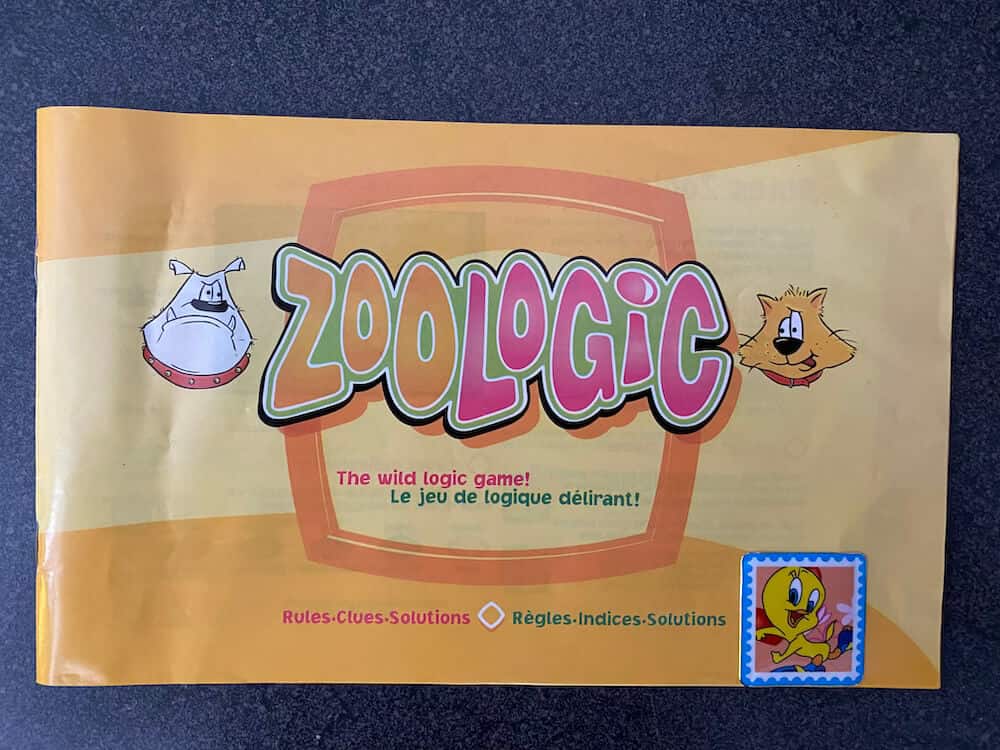 ZOOLOGIC
The wild logic game!
Le jeu de logique délirant!
Rules·Clues·Solutions Règles·Indices·Solutions